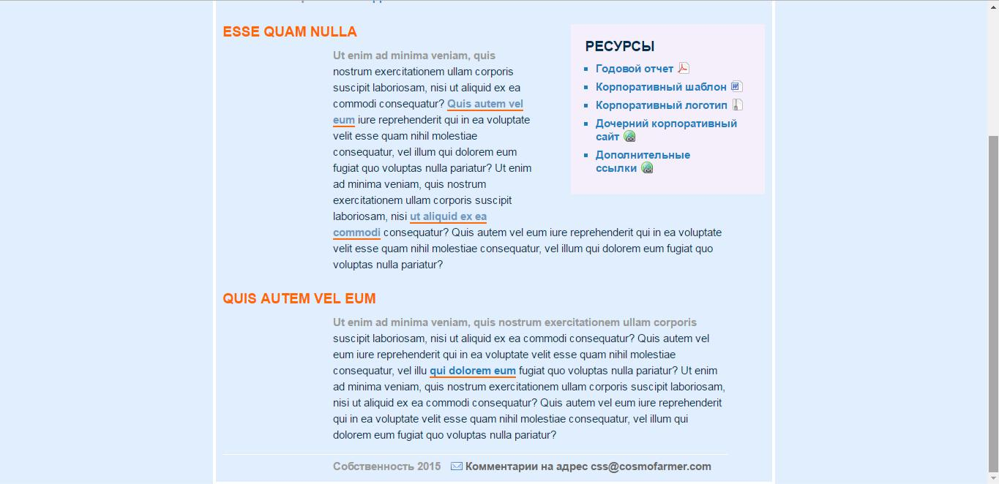 ESSE QUAM NULLA
Ut enim ad minima veniam, quis
nostrum exercitationem ullam corporis
suscipit laboriosam, nisi ut aliquid ex ea
commodi consequatur? Quis autem vel
eum iure reprehenderit qui in ea voluptate
velit esse quam nihil molestiae
consequatur, vel illum qui dolorem eum
fugiat quo voluptas nulla pariatur? Ut enim
ad minima veniam, quis nostrum
exercitationem ullam corporis suscipit
laboriosam, nisi ut aliquid ex ea
commodi consequatur? Quis autem vel eum iure reprehenderit qui in ea voluptate
velit esse quam nihil molestiae consequatur, vel illum qui dolorem eum fugiat quo
voluptas nulla pariatur?
РЕСУРСЫ
Годовой отчет
Корпоративный шаблон
Корпоративный логотип
Дочерний корпоративный
сайт
Дополнительные
ссылки
QUIS AUTEM VEL EUM
Ut enim ad minima veniam, quis nostrum exercitationem ullam corporis
suscipit laboriosam, nisi ut aliquid ex ea commodi consequatur? Quis autem vel
eum iure reprehenderit qui in ea voluptate velit esse quam nihil molestiae
consequatur, vel illu qui dolorem eum fugiat quo voluptas nulla pariatur? Ut enim
ad minima veniam, quis nostrum exercitationem ullam corporis suscipit laboriosam,
nisi ut aliquid ex ea commodi consequatur? Quis autem vel eum iure reprehenderit
qui in ea voluptate velit esse quam nihil molestiae consequatur, vel illum qui
dolorem eum fugiat quo voluptas nulla pariatur?
Собственность 2015 Комментарии на адрес css@cosmofarmer.com